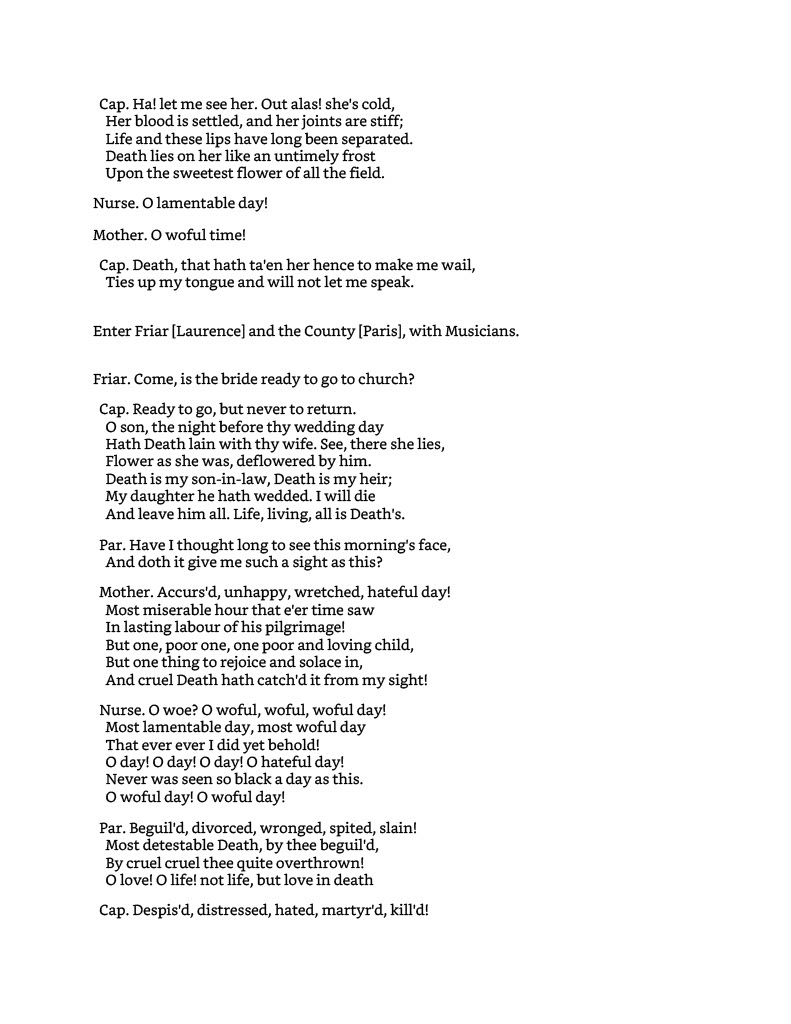 Cap. Ha! let me see her. Out alas! she's cold,
Her blood is settled, and her joints are stiff;
Life and these lips have long been separated.
Death lies on her like an untimely frost
Upon the sweetest flower of all the field.
Nurse. O lamentable day!
Mother. O woful time!
Cap. Death, that hath ta'en her hence to make me wail,
Ties up my tongue and will not let me speak.
Enter Friar [Laurence] and the County [Paris], with Musicians.
Friar. Come, is the bride ready to go to church?
Cap. Ready to go, but never to return.
O son, the night before thy wedding day
Hath Death lain with thy wife. See, there she lies,
Flower as she was, deflowered by him.
Death is my son-in-law, Death is my heir;
My daughter he hath wedded. I will die
And leave him all. Life, living, all is Death's.
Par. Have I thought long to see this morning's face,
And doth it give me such a sight as this?
Mother. Accurs'd, unhappy, wretched, hateful day!
Most miserable hour that e'er time saw
In lasting labour of his pilgrimage!
But one, poor one, one poor and loving child,
But one thing to rejoice and solace in,
And cruel Death hath catch'd it from my sight!
Nurse. O woe? O woful, woful, woful day!
Most lamentable day, most woful day
That ever ever I did yet behold!
O day! O day! O day! O hateful day!
Never was seen so black a day as this.
O woful day! O woful day!
Par. Beguil'd, divorced, wronged, spited, slain!
Most detestable Death, by thee beguil'd,
By cruel cruel thee quite overthrown!
O love! O life! not life, but love in death
Cap. Despis'd, distressed, hated, martyr'd, kill'd!